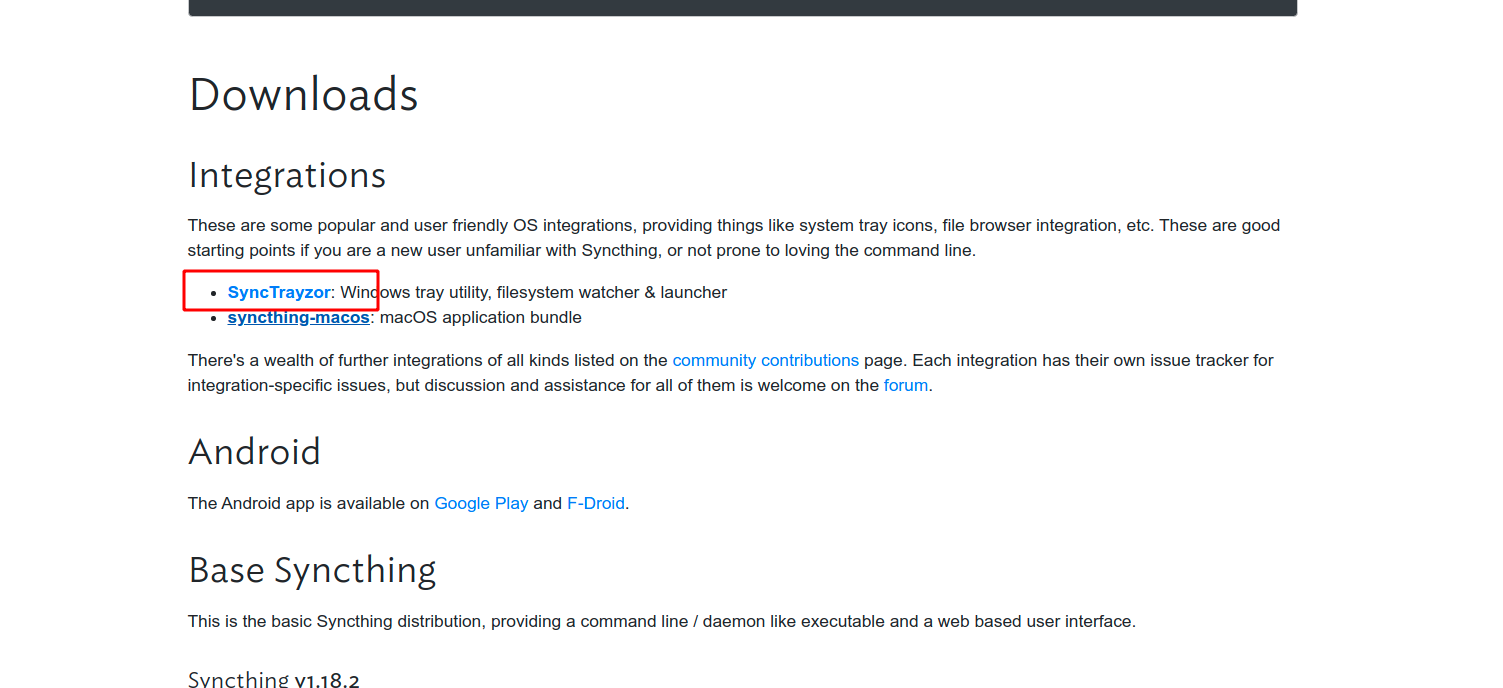 Downloads
Integrations
These are some popular and user friendly OS integrations, providing things like system tray icons, file browser integration, etc. These are good
starting points if you are a new user unfamiliar with Syncthing, or not prone to loving the command line.
• SyncTrayzor: Windows tray utility, filesystem watcher & launcher
• syncthing-macos: macOS application bundle
There's a wealth of further integrations of all kinds listed on the community contributions page. Each integration has their own issue tracker for
integration-specific issues, but discussion and assistance for all of them is welcome on the forum.
Android
The Android app is available on Google Play and F-Droid.
Base Syncthing
This is the basic Syncthing distribution, providing a command line / daemon like executable and a web based user interface.
Syncthing v1.18.2